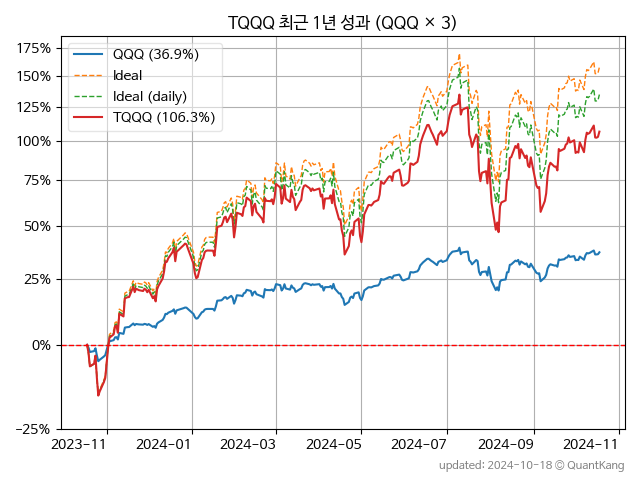 TQQQ 최근 1년 성과 (QQQ × 3)
QQQ (36.9%)
Ideal
Ideal (daily)
TQQQ (106.3%)
175%
150%
125%
100%
75%
50%
25%
0%
−25%
2023-11
2024-01
2024-03
2024-05
2024-07
2024-09
2024-11
updated: 2024-10-18 © QuantKang